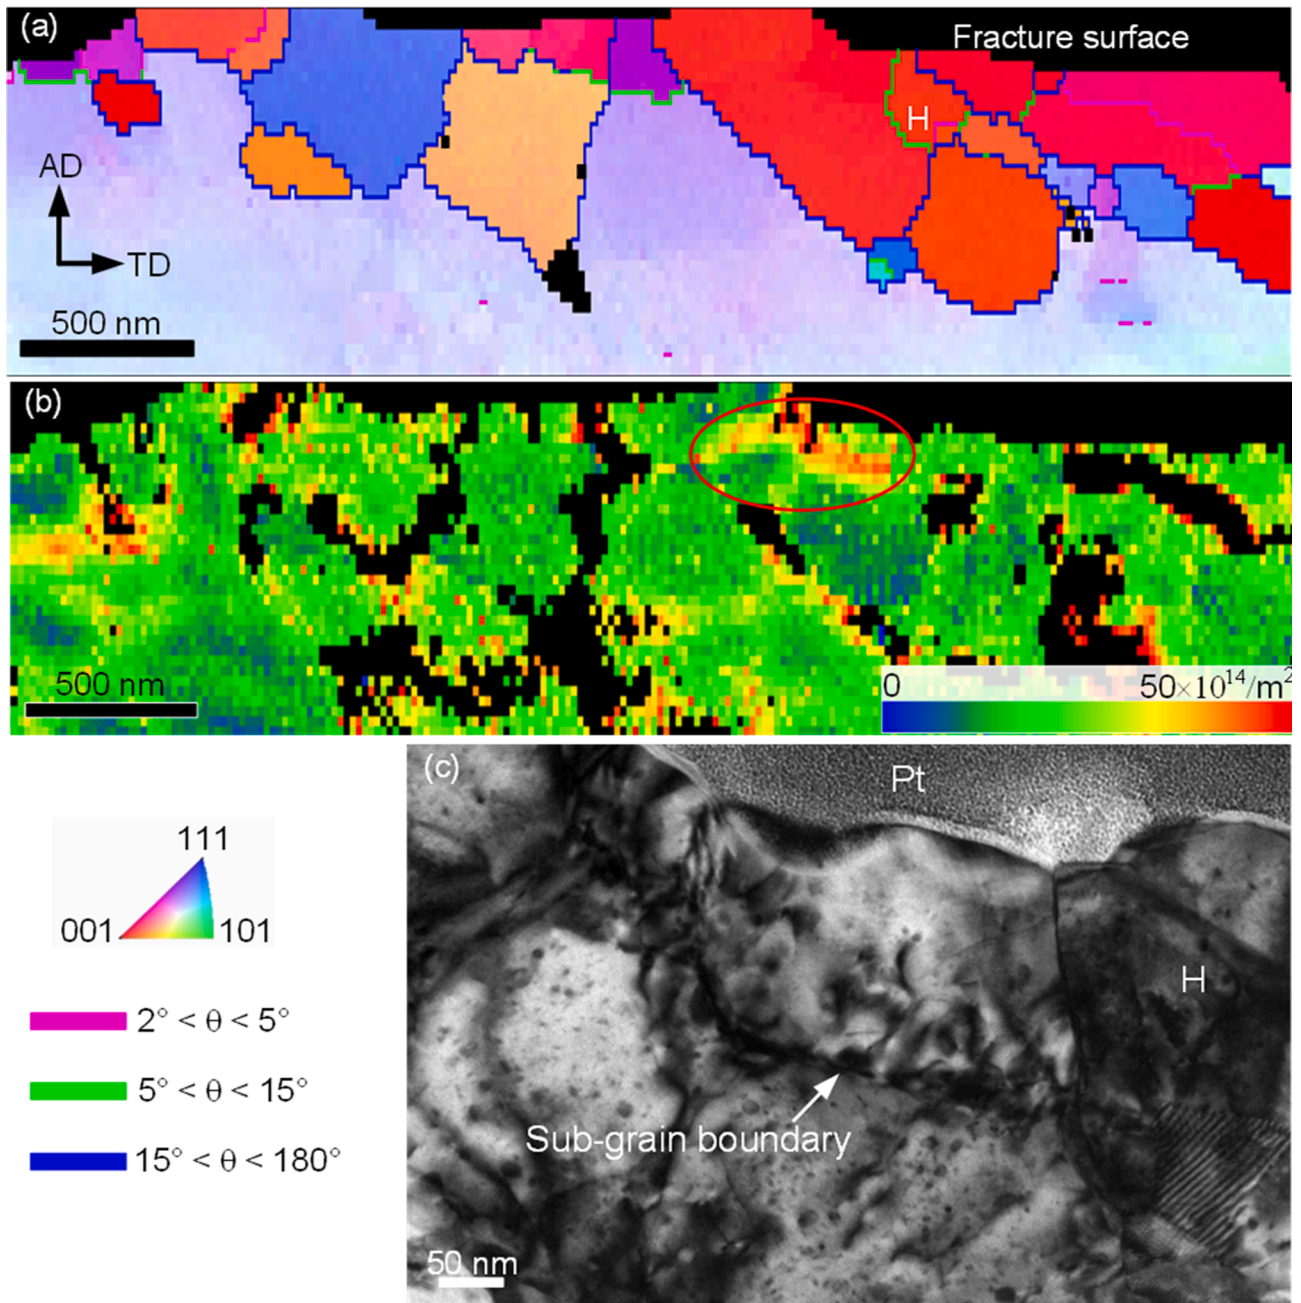 (a)
Fracture surface
H
AD
TD
500 nm
(b)
500 nm
0 50×10¹⁴/m²
(c)
Pt
111
001 101
H
2° < θ < 5°
5° < θ < 15°
Sub-grain boundary
15° < θ < 180°
50 nm